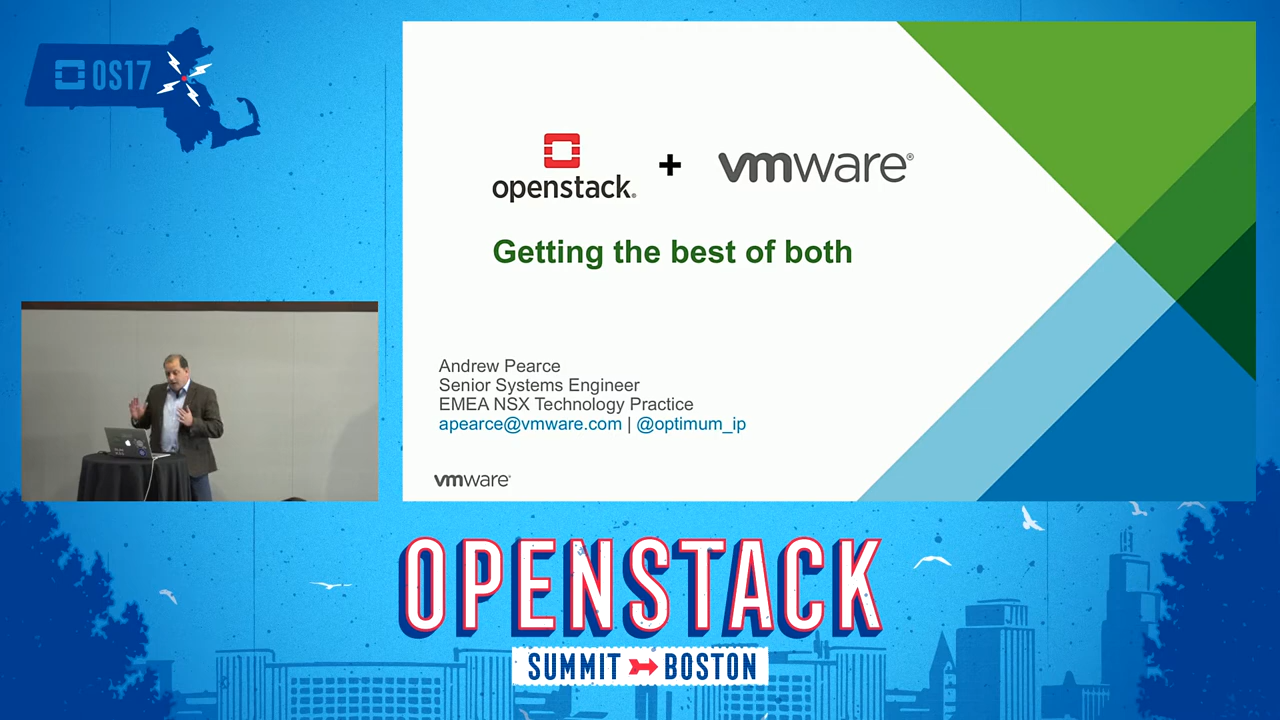 OS17
openstack.
+
vmware®
Getting the best of both
Andrew Pearce
Senior Systems Engineer
EMEA NSX Technology Practice
apearce@vmware.com | @optimum_ip
vmware®
OPENSTACK
SUMMIT BOSTON